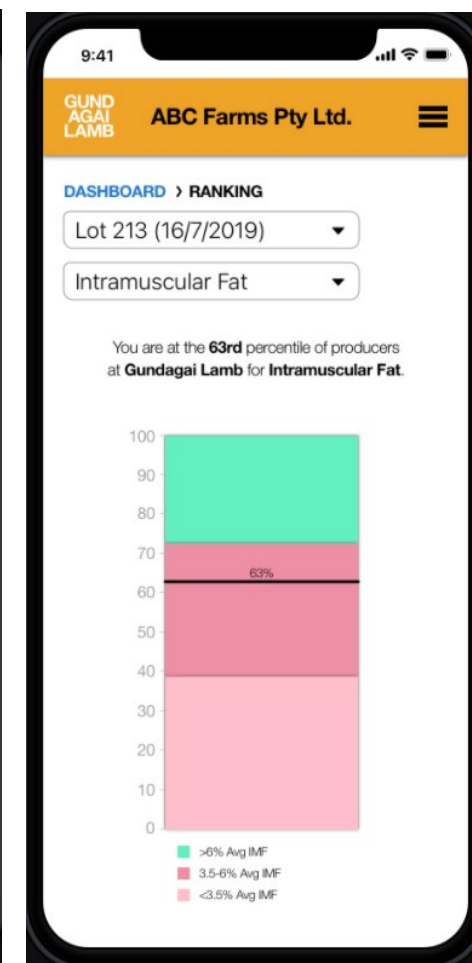 9:41
GUND
AGAI
LAMB
ABC Farms Pty Ltd.
DASHBOARD > RANKING
Lot 213 (16/7/2019)
Intramuscular Fat
You are at the 63rd percentile of producers
at Gundagai Lamb for Intramuscular Fat.
100
90
80
70
63%
60
50
40
30
20
10
0
>6% Avg IMF
3.5-6% Avg IMF
<3.5% Avg IMF